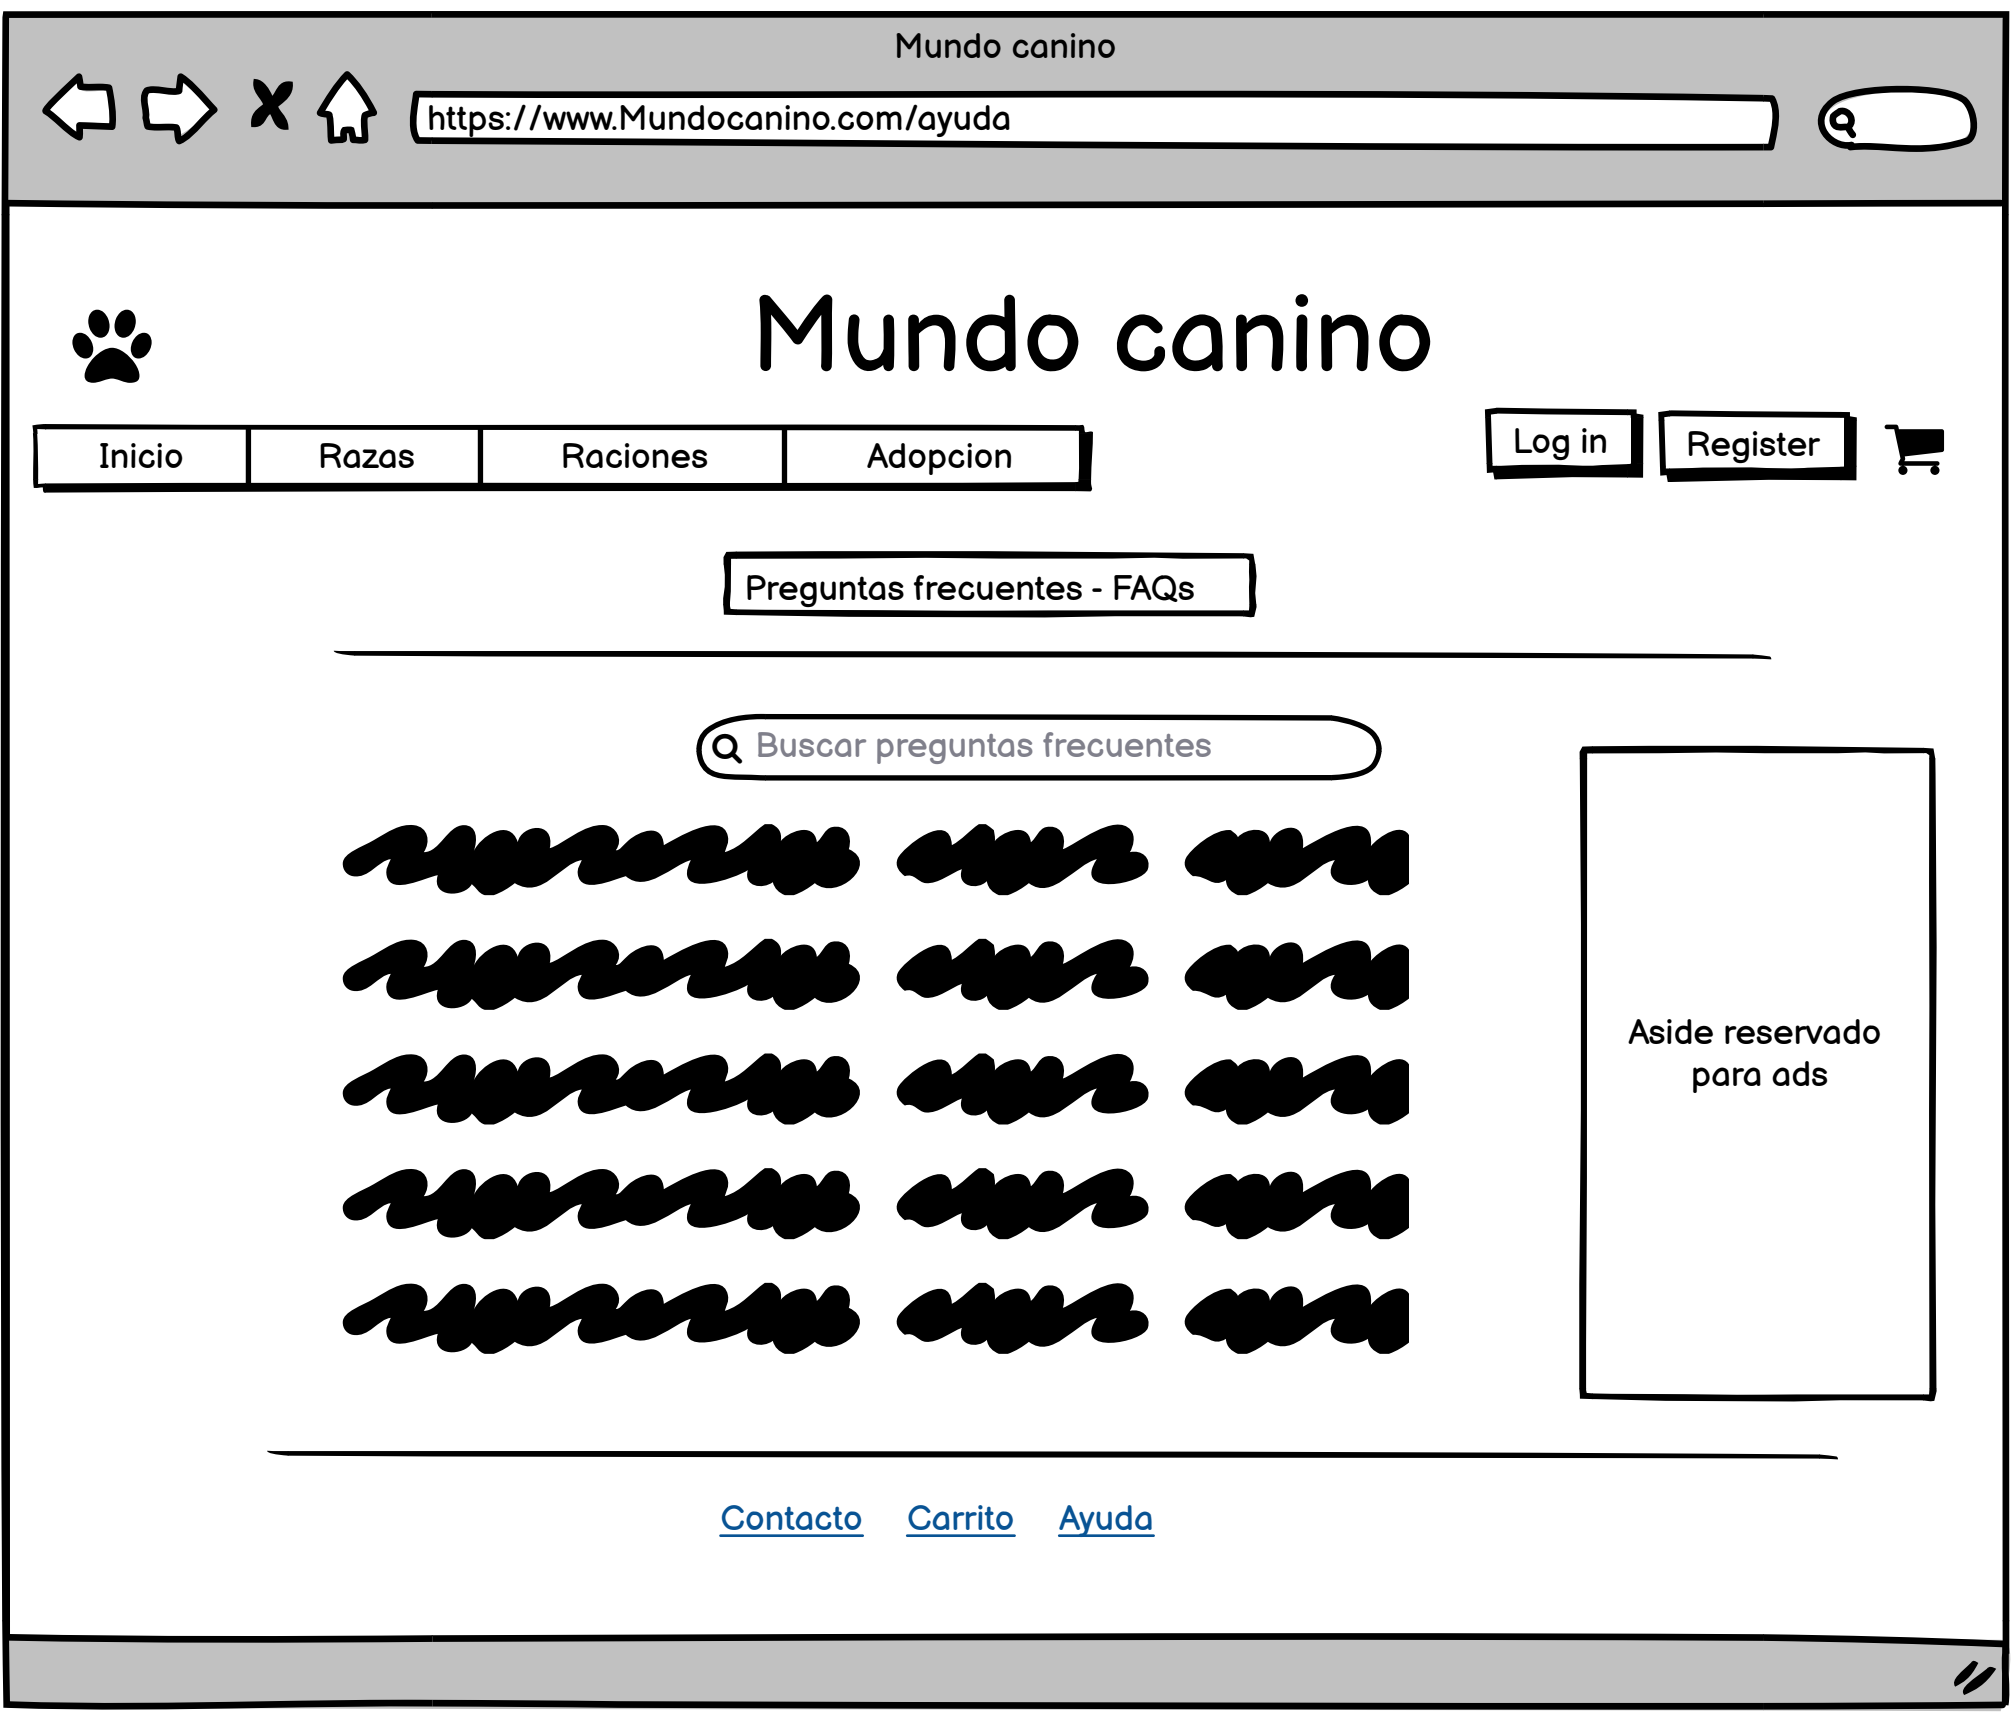 Mundo canino
https://www.Mundocanino.com/ayuda
Mundo canino
Inicio Razas Raciones Adopcion Log in Register
Preguntas frecuentes - FAQs
Buscar preguntas frecuentes
Aside reservado
para ads
Contacto Carrito Ayuda